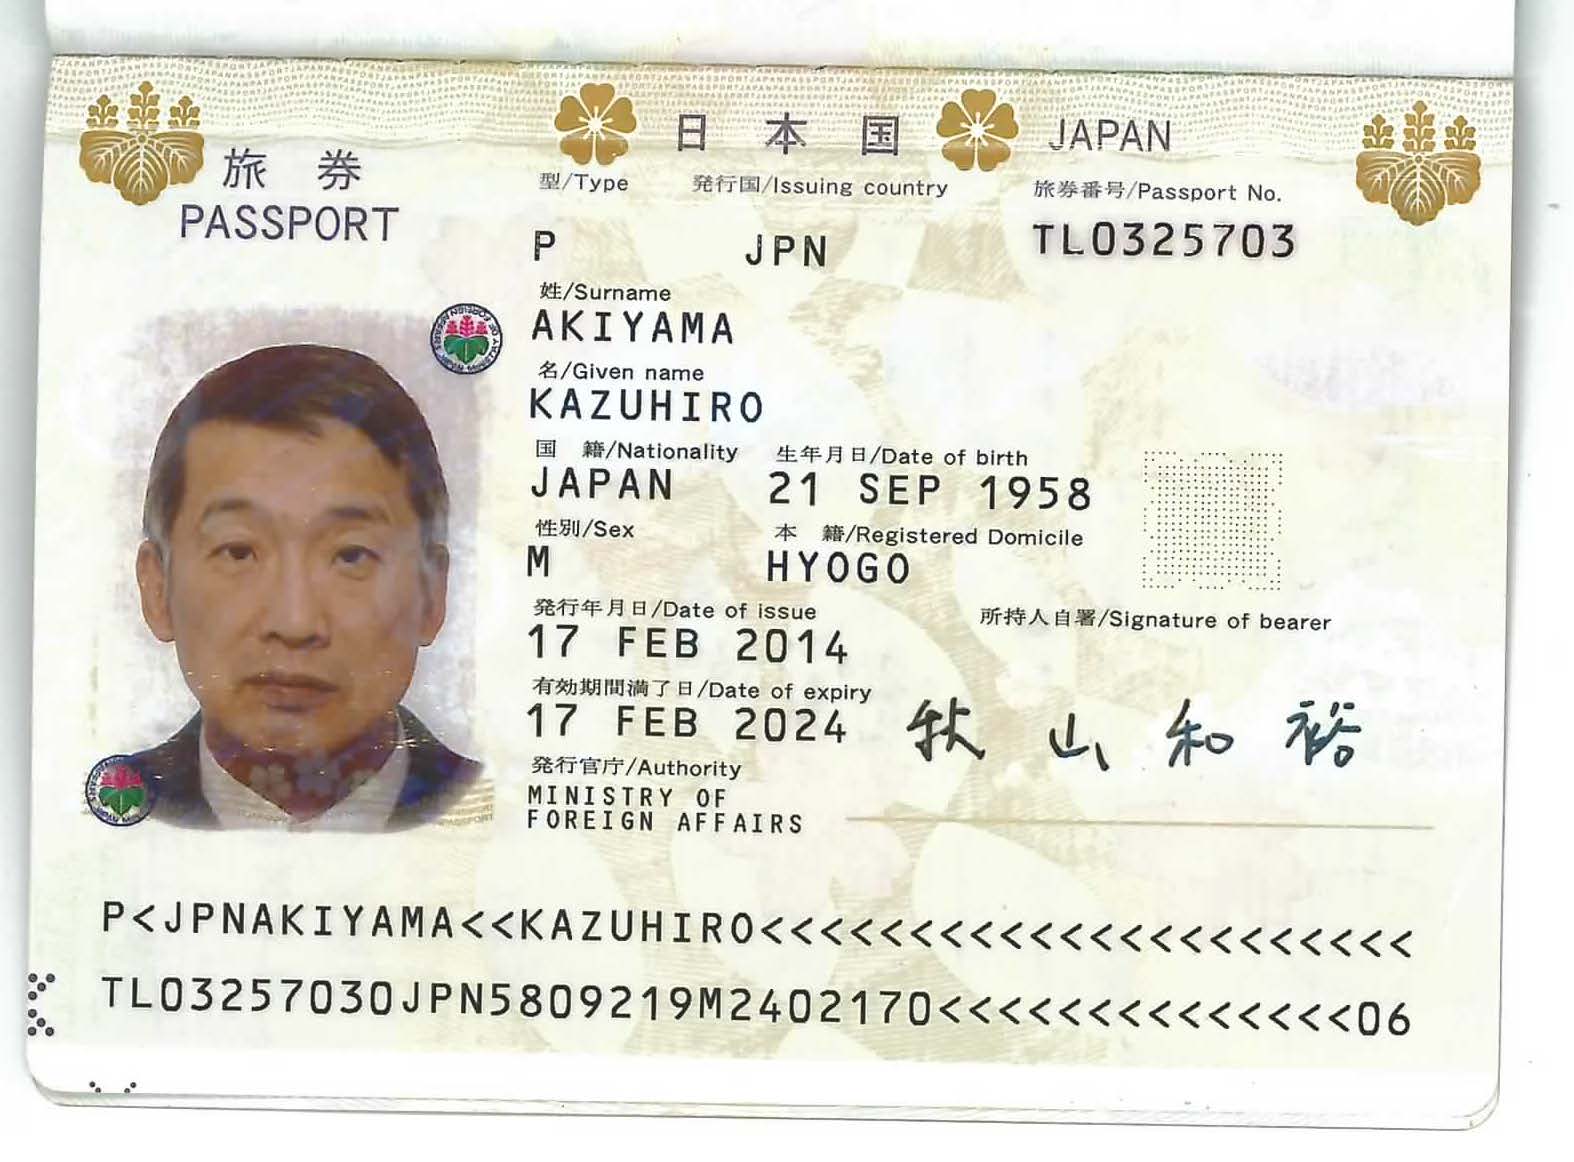 旅 券
PASSPORT
日 本 国 JAPAN
型/Type 発行国/Issuing country 旅券番号/Passport No.
P JPN TL0325703
姓/Surname
AKIYAMA
名/Given name
KAZUHIRO
国 籍/Nationality 生年月日/Date of birth
JAPAN 21 SEP 1958
性別/Sex 本 籍/Registered Domicile
M HYOGO
発行年月日/Date of issue 所持人自署/Signature of bearer
17 FEB 2014
有効期間満了日/Date of expiry
17 FEB 2024 秋山和裕
発行官庁/Authority
MINISTRY OF
FOREIGN AFFAIRS
P<JPNAKIYAMA<<KAZUHIRO<<<<<<<<<<<<<<<<<<<<<<
TL03257030JPN5809219M2402170<<<<<<<<<<<<<<06